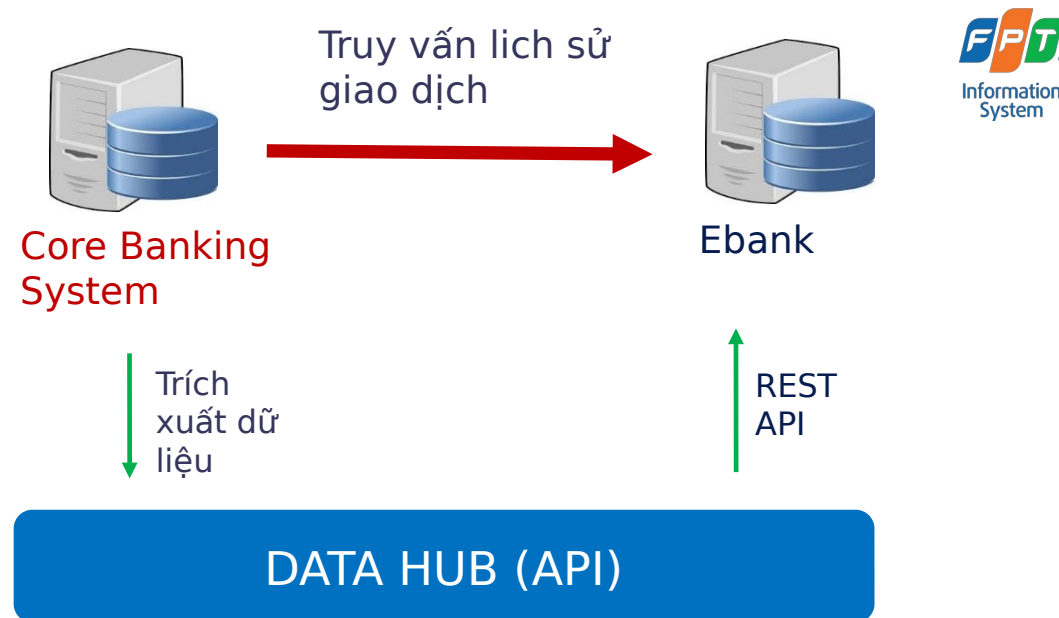 Truy vấn lich sử
giao dịch
FPT
Information
System
Core Banking
System
Ebank
Trích
xuất dữ
liệu
REST
API
DATA HUB (API)